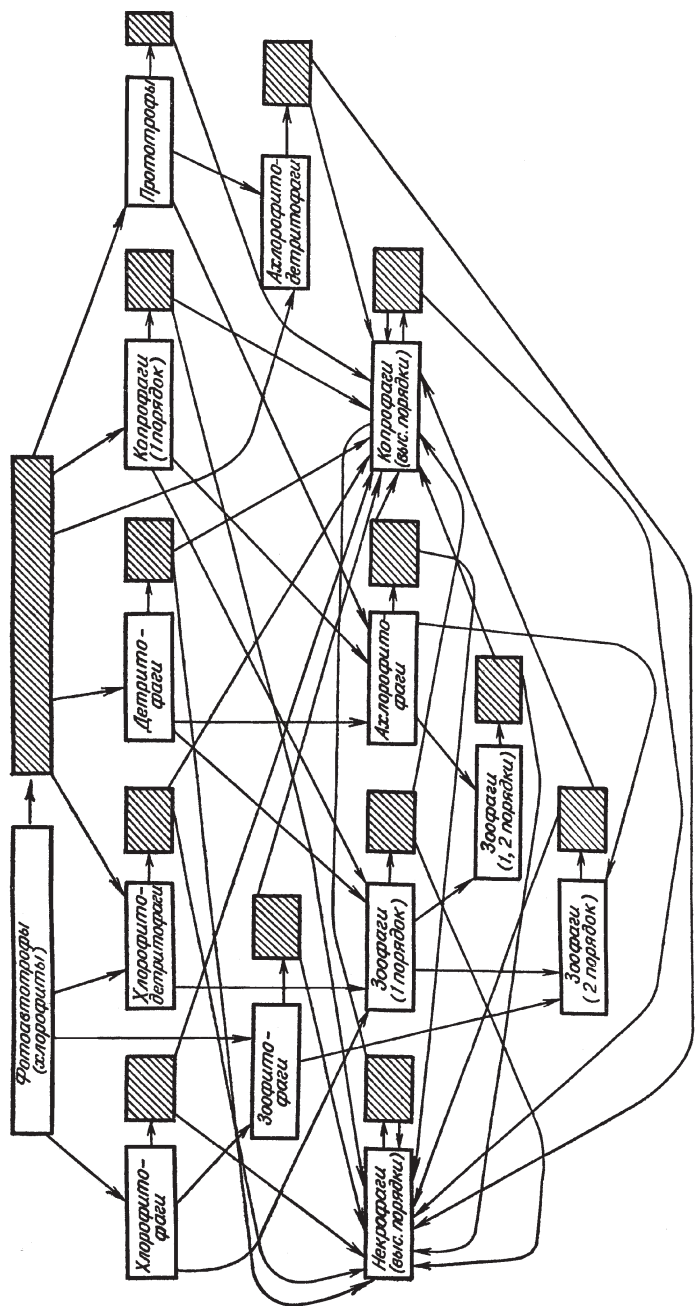 Фотоавтотрофы
(хлорофиты)
Хлорофито-
фаги
Хлорофито-
детритофаги
Детрито-
фаги
Копрофаги
(1 порядок)
Прототрофы
Зоофито-
фаги
Ахлорофито-
детритофаги
Некрофаги
(выс. порядки)
Зоофаги
(1 порядок)
Ахлорофито-
фаги
Копрофаги
(выс. порядки)
Зоофаги
(1, 2 порядки)
Зоофаги
(2 порядок)